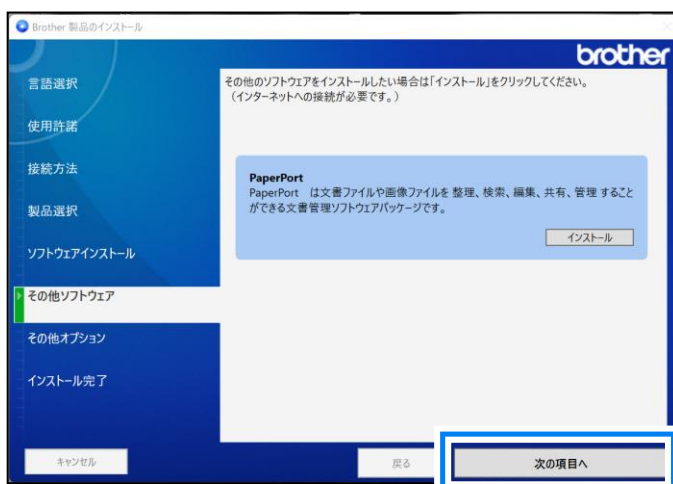 Brother 製品のインストール
brother
言語選択
使用許諾
接続方法
製品選択
ソフトウェアインストール
その他ソフトウェア
その他オプション
インストール完了
その他のソフトウェアをインストールしたい場合は「インストール」をクリックしてください。
（インターネットへの接続が必要です。）
PaperPort
PaperPort は文書ファイルや画像ファイルを 整理、検索、編集、共有、管理 すること
ができる文書管理ソフトウェアパッケージです。
インストール
キャンセル
戻る
次の項目へ